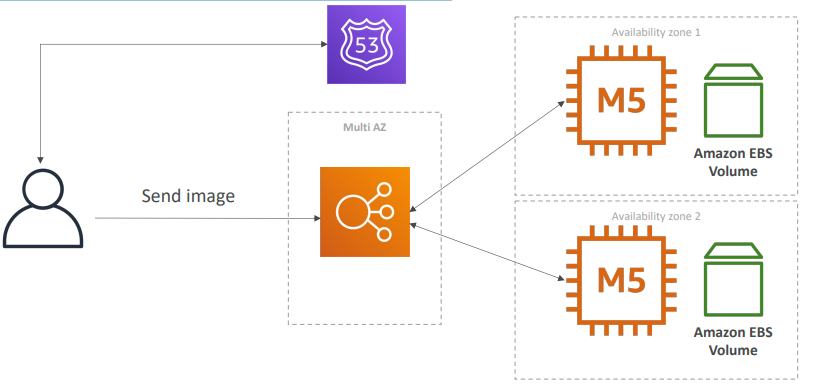 53
Availability zone 1
M5
Amazon EBS
Volume
Multi AZ
Send image
Availability zone 2
M5
Amazon EBS
Volume